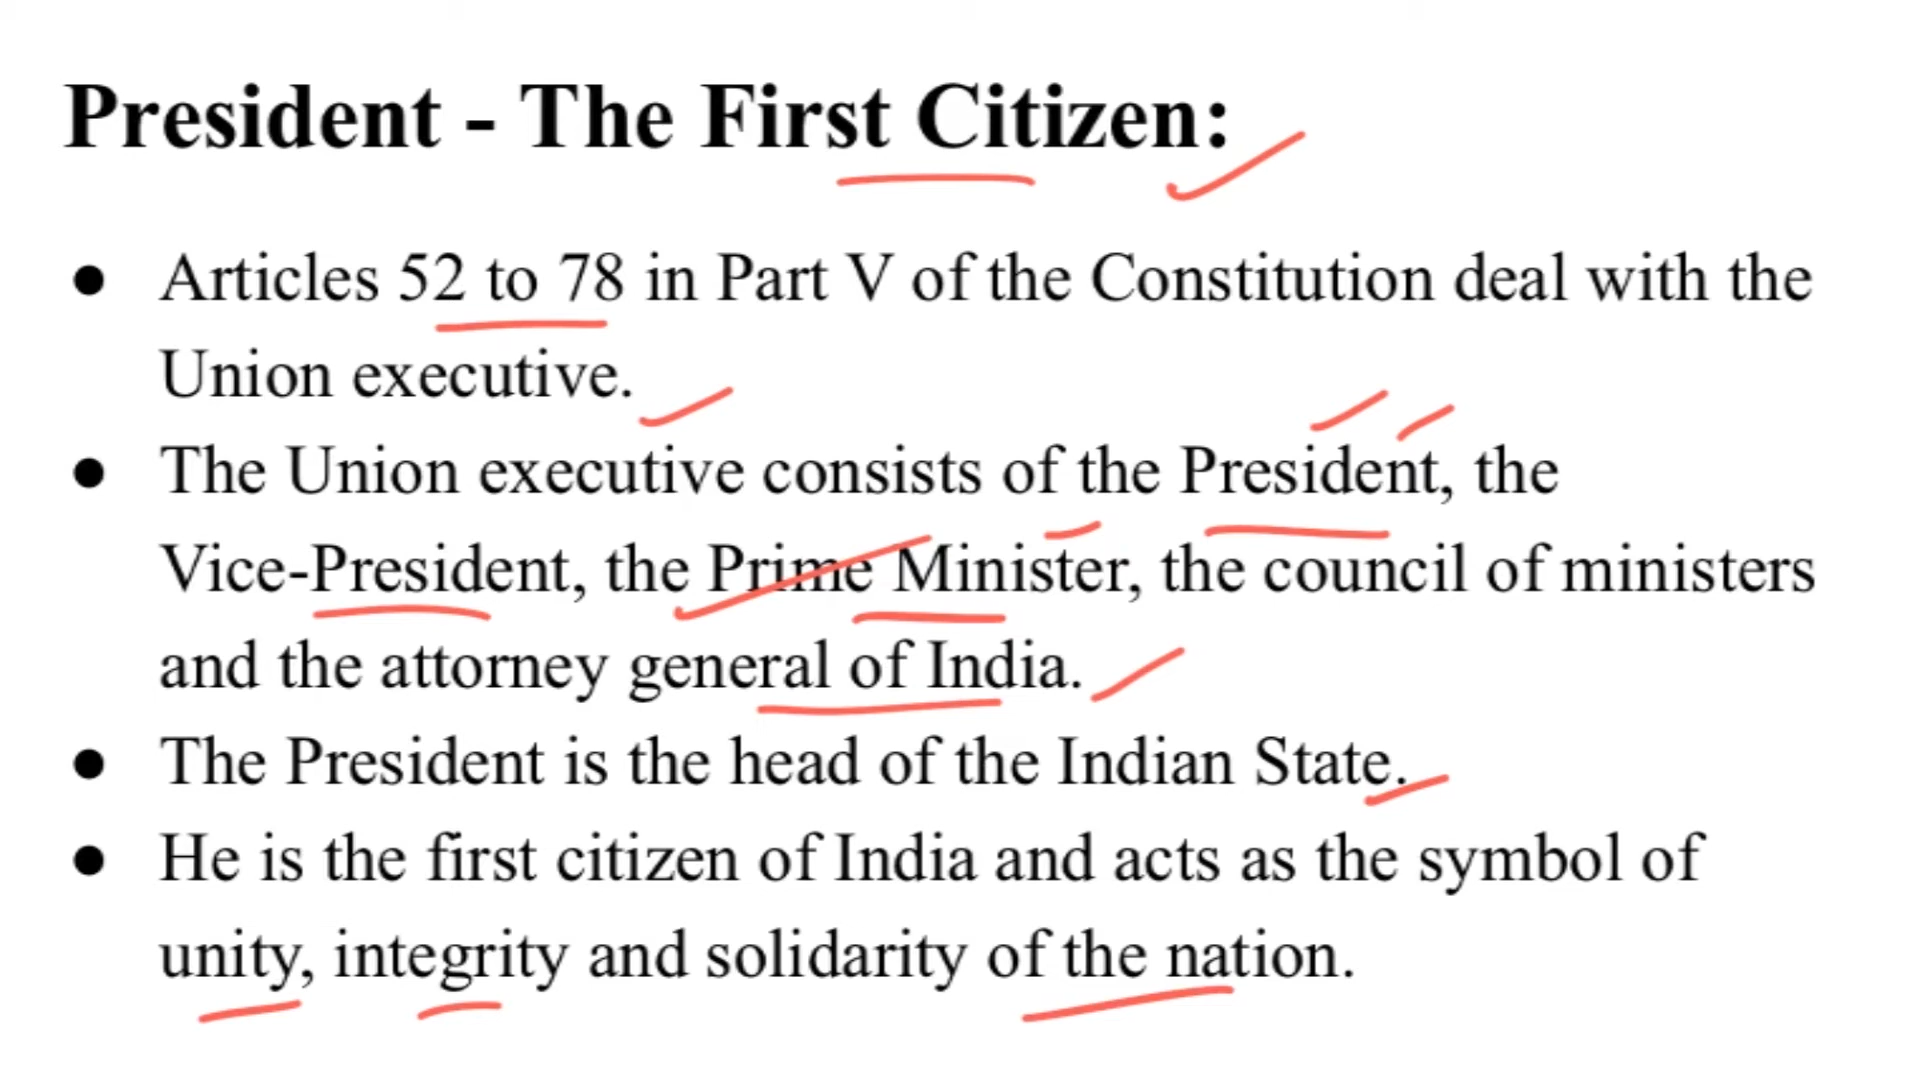 President - The First Citizen:
● Articles 52 to 78 in Part V of the Constitution deal with the
Union executive.
● The Union executive consists of the President, the
Vice-President, the Prime Minister, the council of ministers
and the attorney general of India.
● The President is the head of the Indian State.
● He is the first citizen of India and acts as the symbol of
unity, integrity and solidarity of the nation.